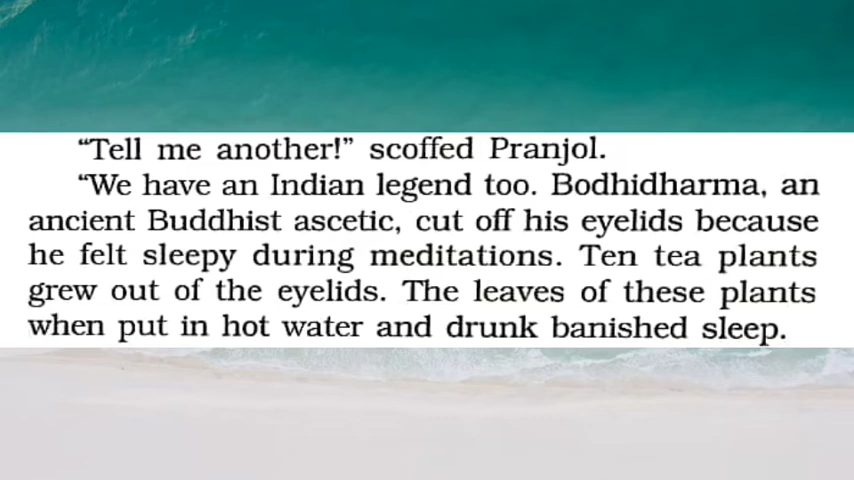 “Tell me another!” scoffed Pranjol.
“We have an Indian legend too. Bodhidharma, an
ancient Buddhist ascetic, cut off his eyelids because
he felt sleepy during meditations. Ten tea plants
grew out of the eyelids. The leaves of these plants
when put in hot water and drunk banished sleep.